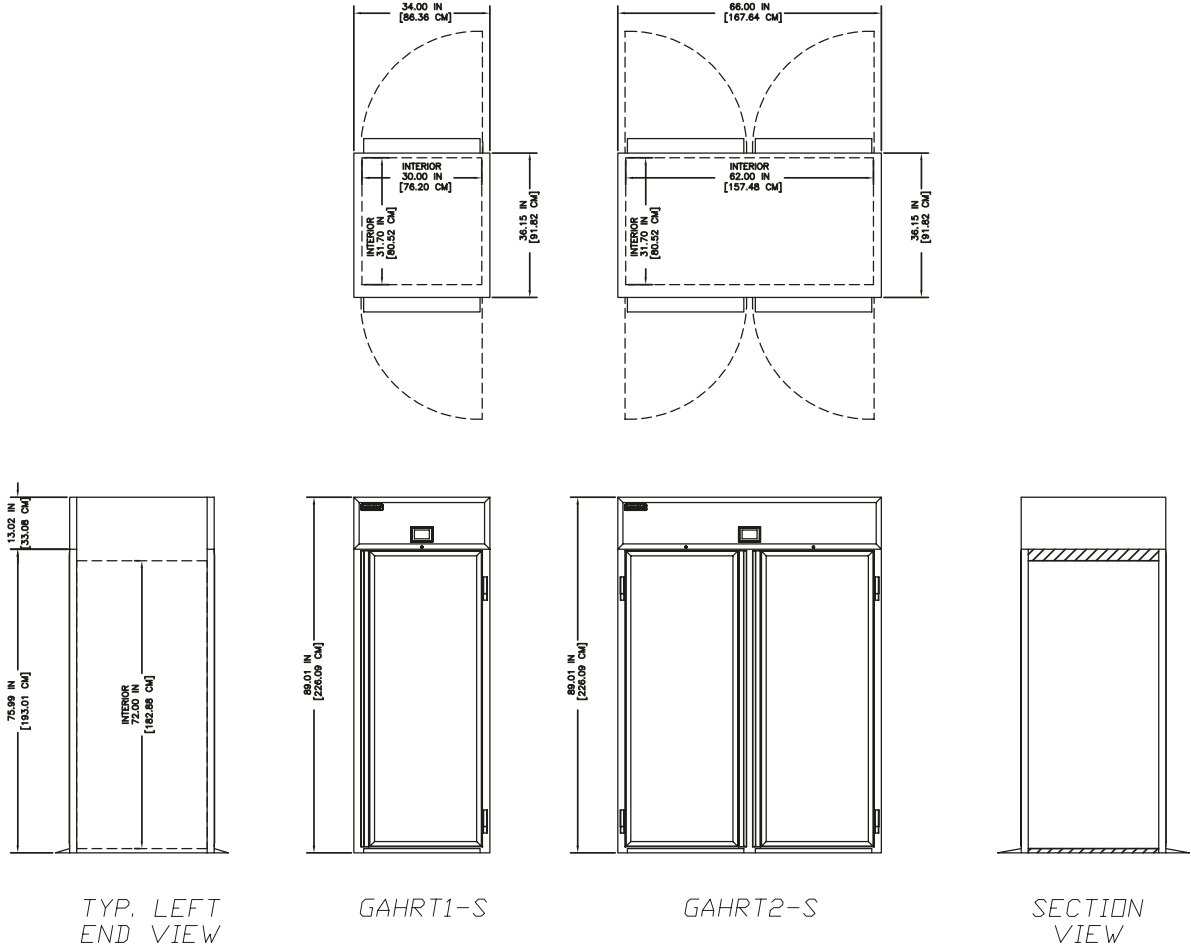 34.00 IN
[86.36 CM]
66.00 IN
[167.64 CM]
INTERIOR
30.00 IN
[76.20 CM]
INTERIOR
31.70 IN
[80.52 CM]
36.15 IN
[91.82 CM]
INTERIOR
62.00 IN
[157.48 CM]
INTERIOR
31.70 IN
[80.52 CM]
36.15 IN
[91.82 CM]
13.02 IN
[33.08 CM]
75.99 IN
[193.01 CM]
INTERIOR
72.00 IN
[182.88 CM]
89.01 IN
[226.09 CM]
89.01 IN
[226.09 CM]
TYP. LEFT
END VIEW
GAHRT1-S
GAHRT2-S
SECTION
VIEW